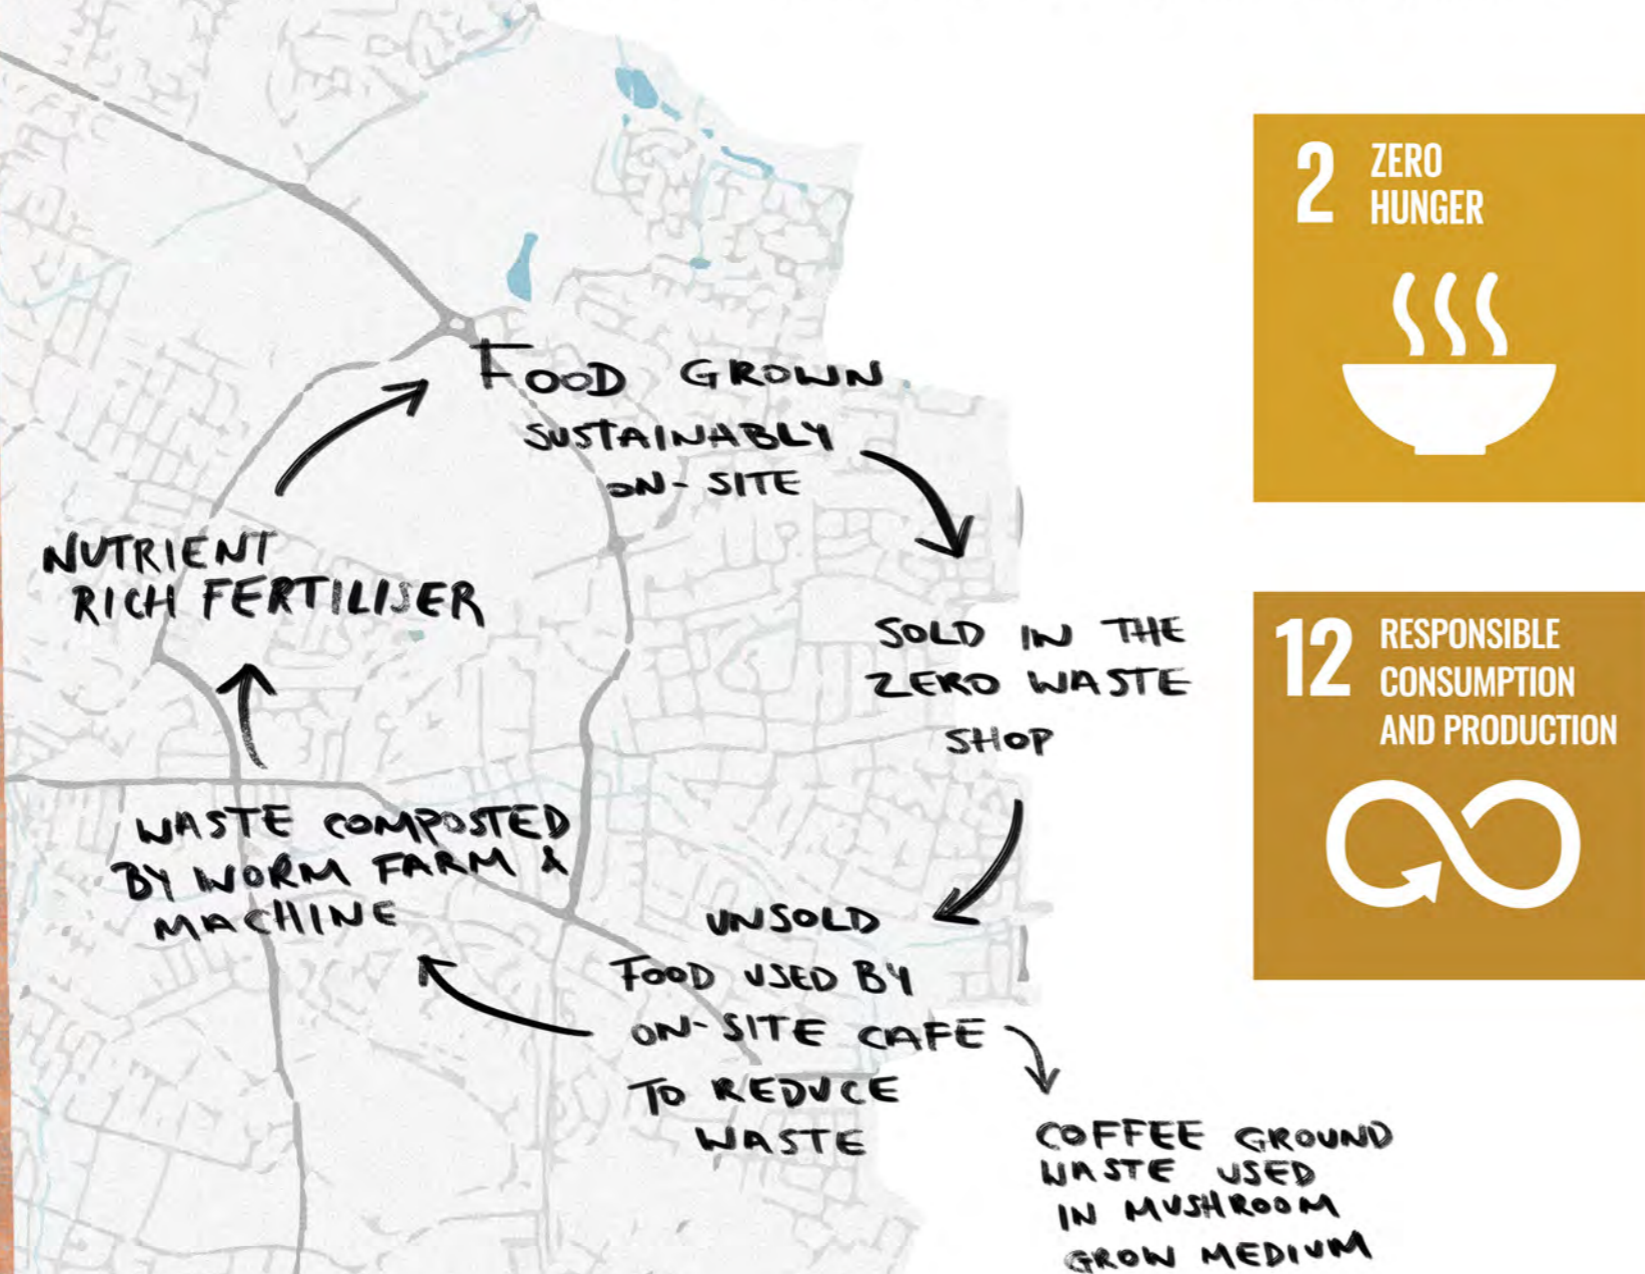 FOOD GROWN
SUSTAINABLY
ON-SITE
SOLD IN THE
ZERO WASTE
SHOP
UNSOLD
FOOD USED BY
ON-SITE CAFE
TO REDUCE
WASTE
COFFEE GROUND
WASTE USED
IN MUSHROOM
GROW MEDIUM
WASTE COMPOSTED
BY WORM FARM &
MACHINE
NUTRIENT
RICH FERTILISER
2 ZERO
HUNGER
12 RESPONSIBLE
CONSUMPTION
AND PRODUCTION